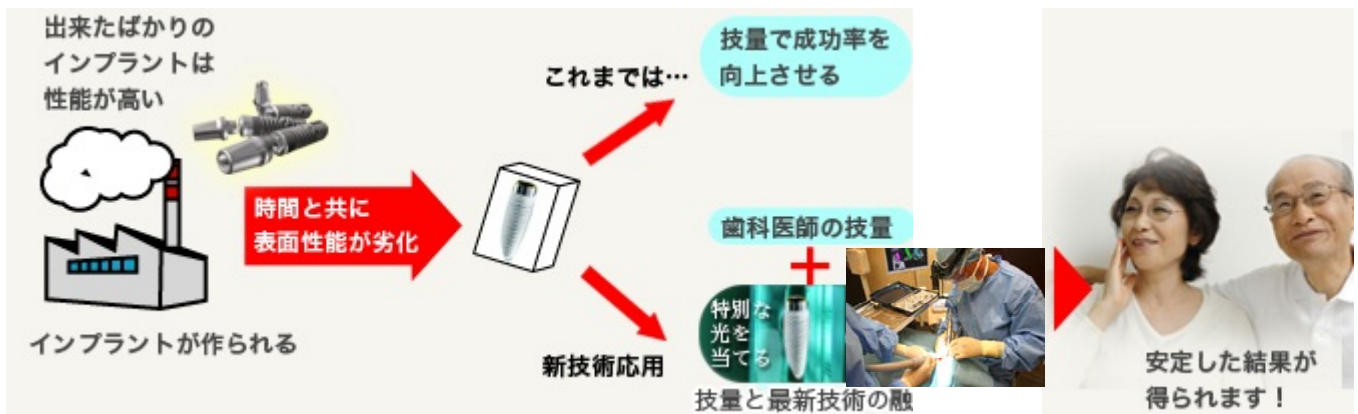 出来たばかりの
インプラントは
性能が高い
インプラントが作られる
時間と共に
表面性能が劣化
これまでは…
技量で成功率を
向上させる
新技術応用
歯科医師の技量
+
特別な
光を
当てる
技量と最新技術の融
安定した結果が
得られます!